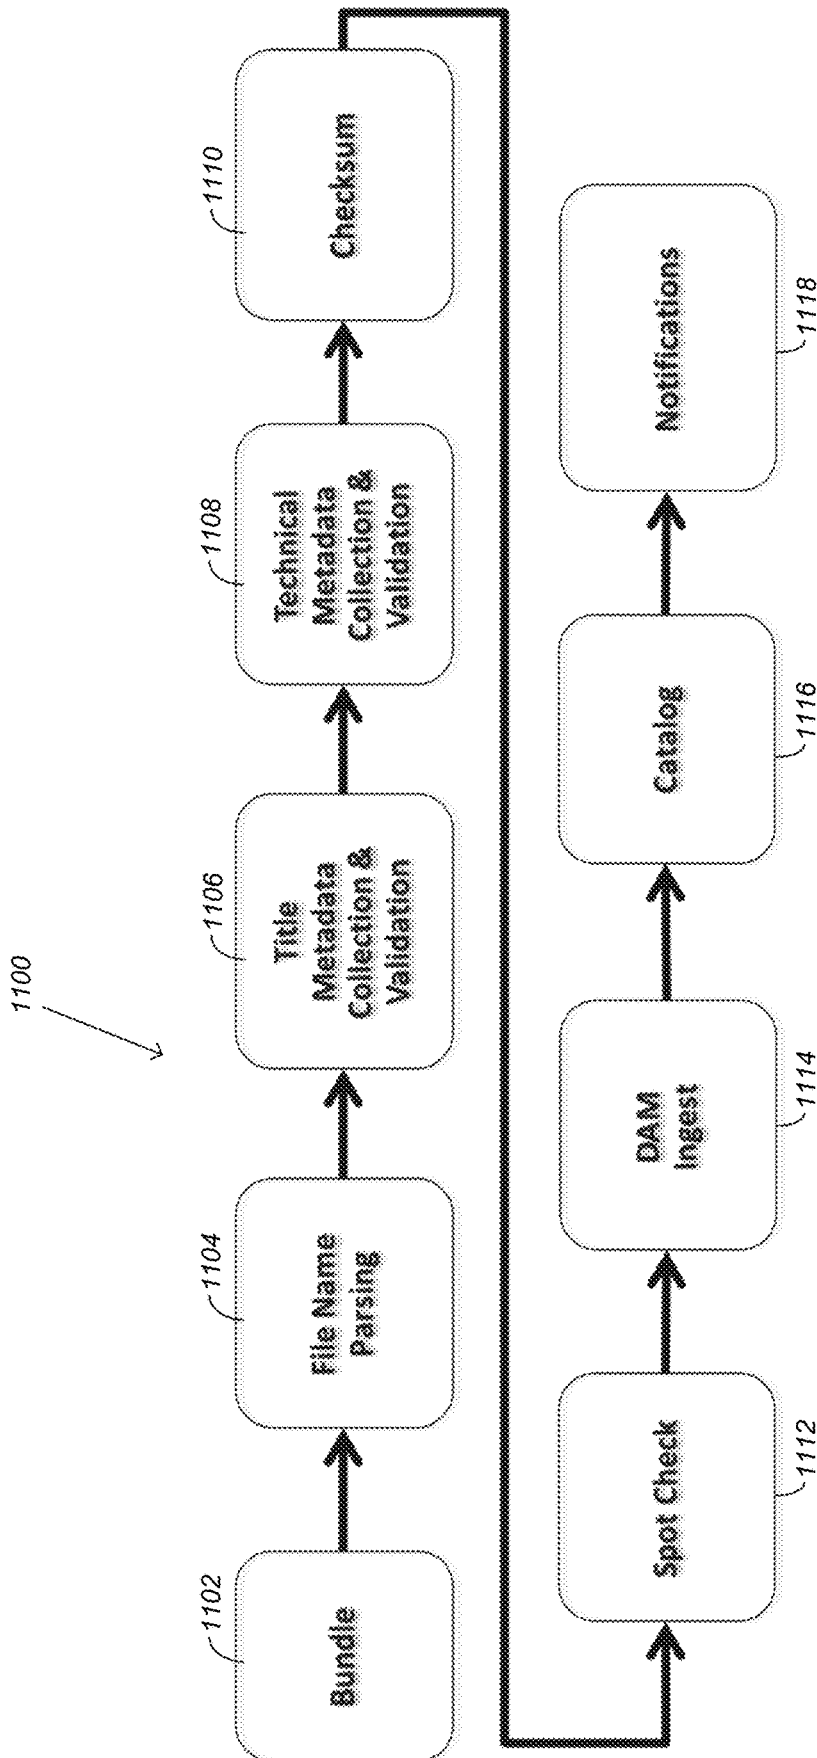 1100
1102
Bundle
1104
File Name
Parsing
1106
Title
Metadata
Collection &
Validation
1108
Technical
Metadata
Collection &
Validation
1110
Checksum
Spot Check
1112
DAM
Ingest
1114
Catalog
1116
Notifications
1118